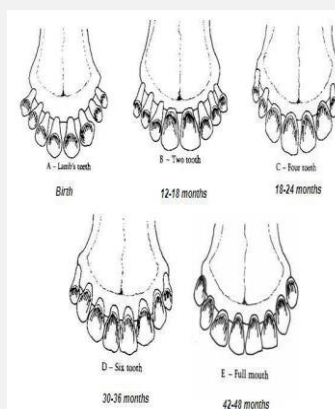 A – Lamb's teeth
Birth
B – Two tooth
12-18 months
C – Four tooth
18-24 months
D – Six tooth
30-36 months
E – Full mouth
42-48 months